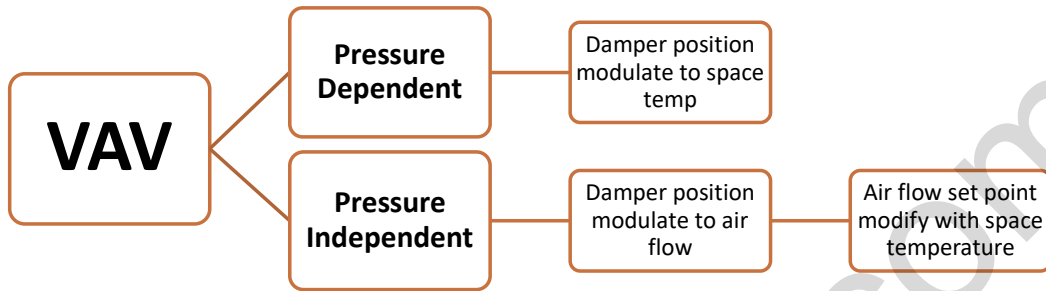 VAV
Pressure
Dependent
Damper position
modulate to space
temp
Pressure
Independent
Damper position
modulate to air
flow
Air flow set point
modify with space
temperature
com